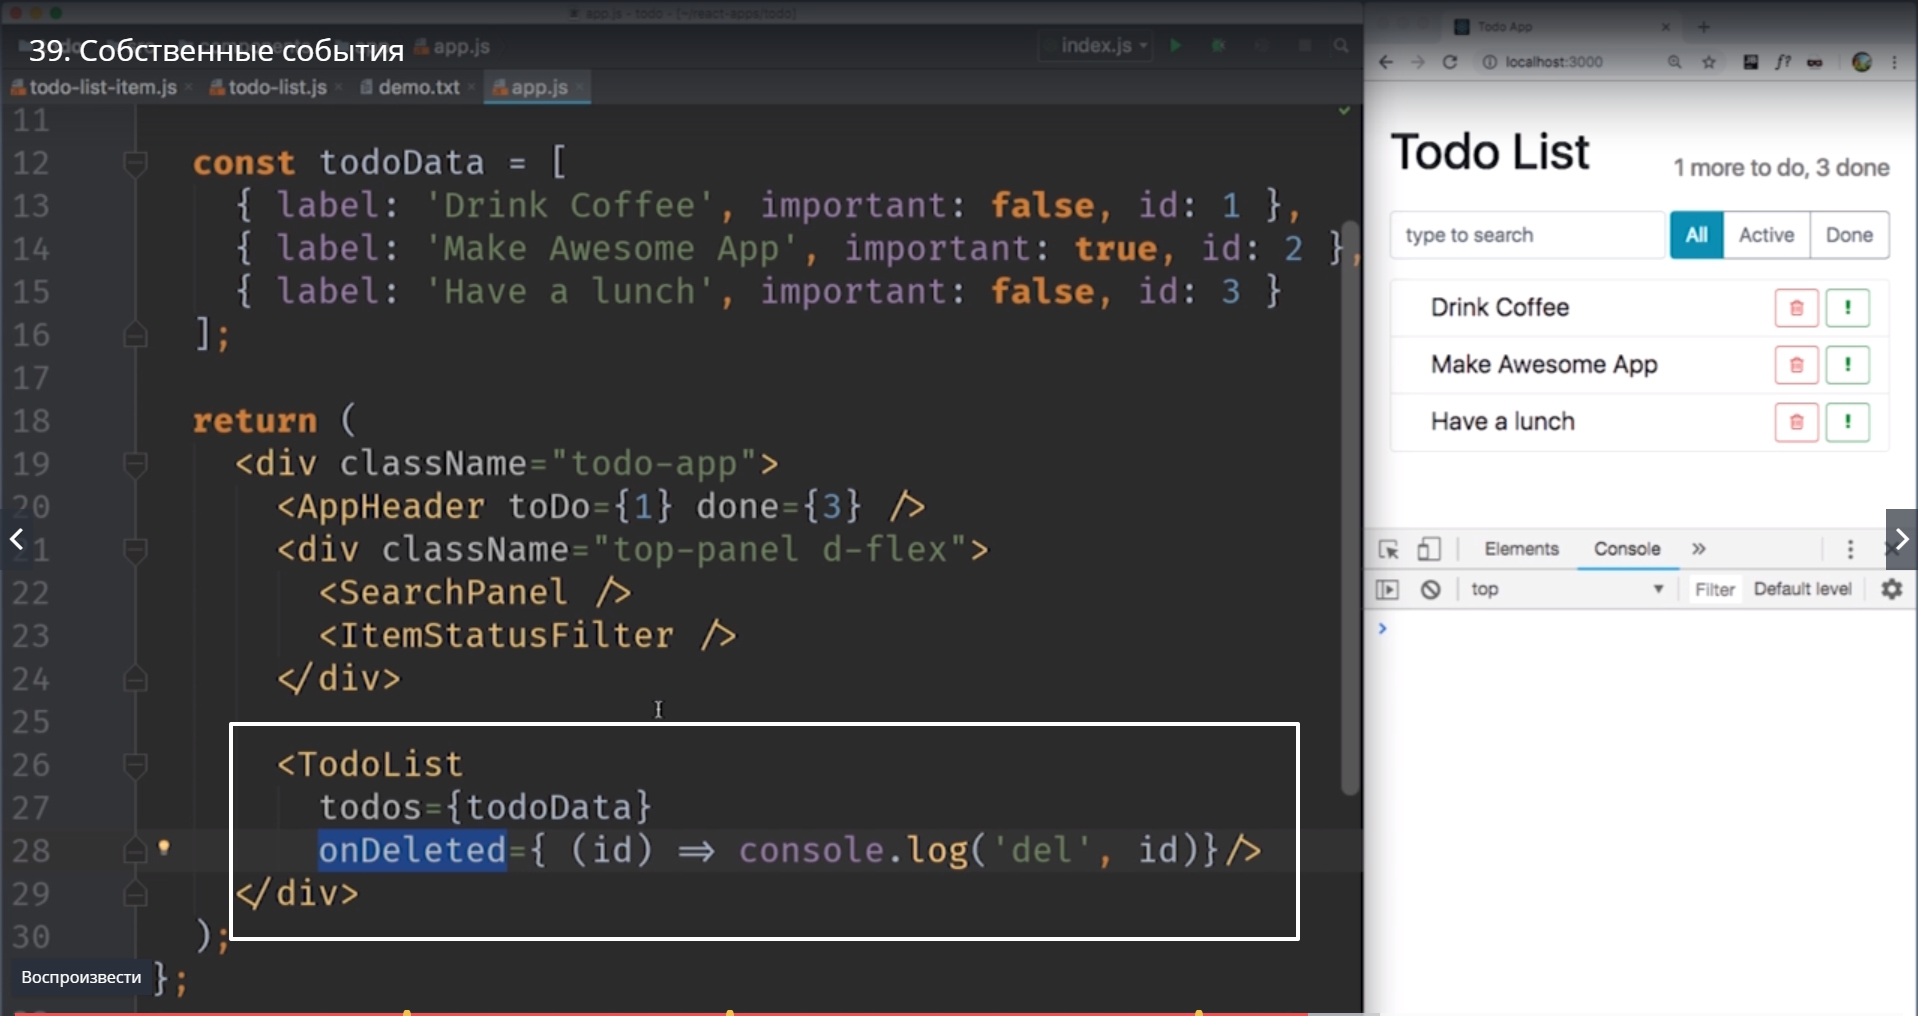 app.js - todo - [~/react-apps/todo]
39. Собственные события
app.js
index.js
todo-list-item.js
todo-list.js
demo.txt
app.js
11
12 const todoData = [
13 { label: 'Drink Coffee', important: false, id: 1 },
14 { label: 'Make Awesome App', important: true, id: 2 },
15 { label: 'Have a lunch', important: false, id: 3 }
16 ];
17
18 return (
19 <div className="todo-app">
20 <AppHeader toDo={1} done={3} />
21 <div className="top-panel d-flex">
22 <SearchPanel />
23 <ItemStatusFilter />
24 </div>
25
26 <TodoList
27 todos={todoData}
28 onDeleted={ (id) => console.log('del', id)}/>
29 </div>
30 );
};
Воспроизвести
Todo App
localhost:3000
f?
Todo List
1 more to do, 3 done
type to search
All Active Done
Drink Coffee
Make Awesome App
Have a lunch
Elements Console »
top Filter Default level